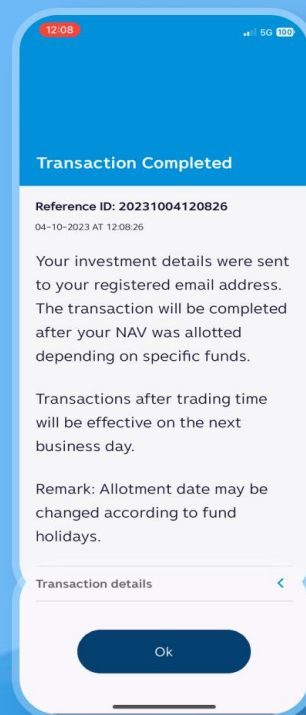 12:08
5G 100
Transaction Completed
Reference ID: 20231004120826
04-10-2023 AT 12:08:26
Your investment details were sent
to your registered email address.
The transaction will be completed
after your NAV was allotted
depending on specific funds.
Transactions after trading time
will be effective on the next
business day.
Remark: Allotment date may be
changed according to fund
holidays.
Transaction details
Ok